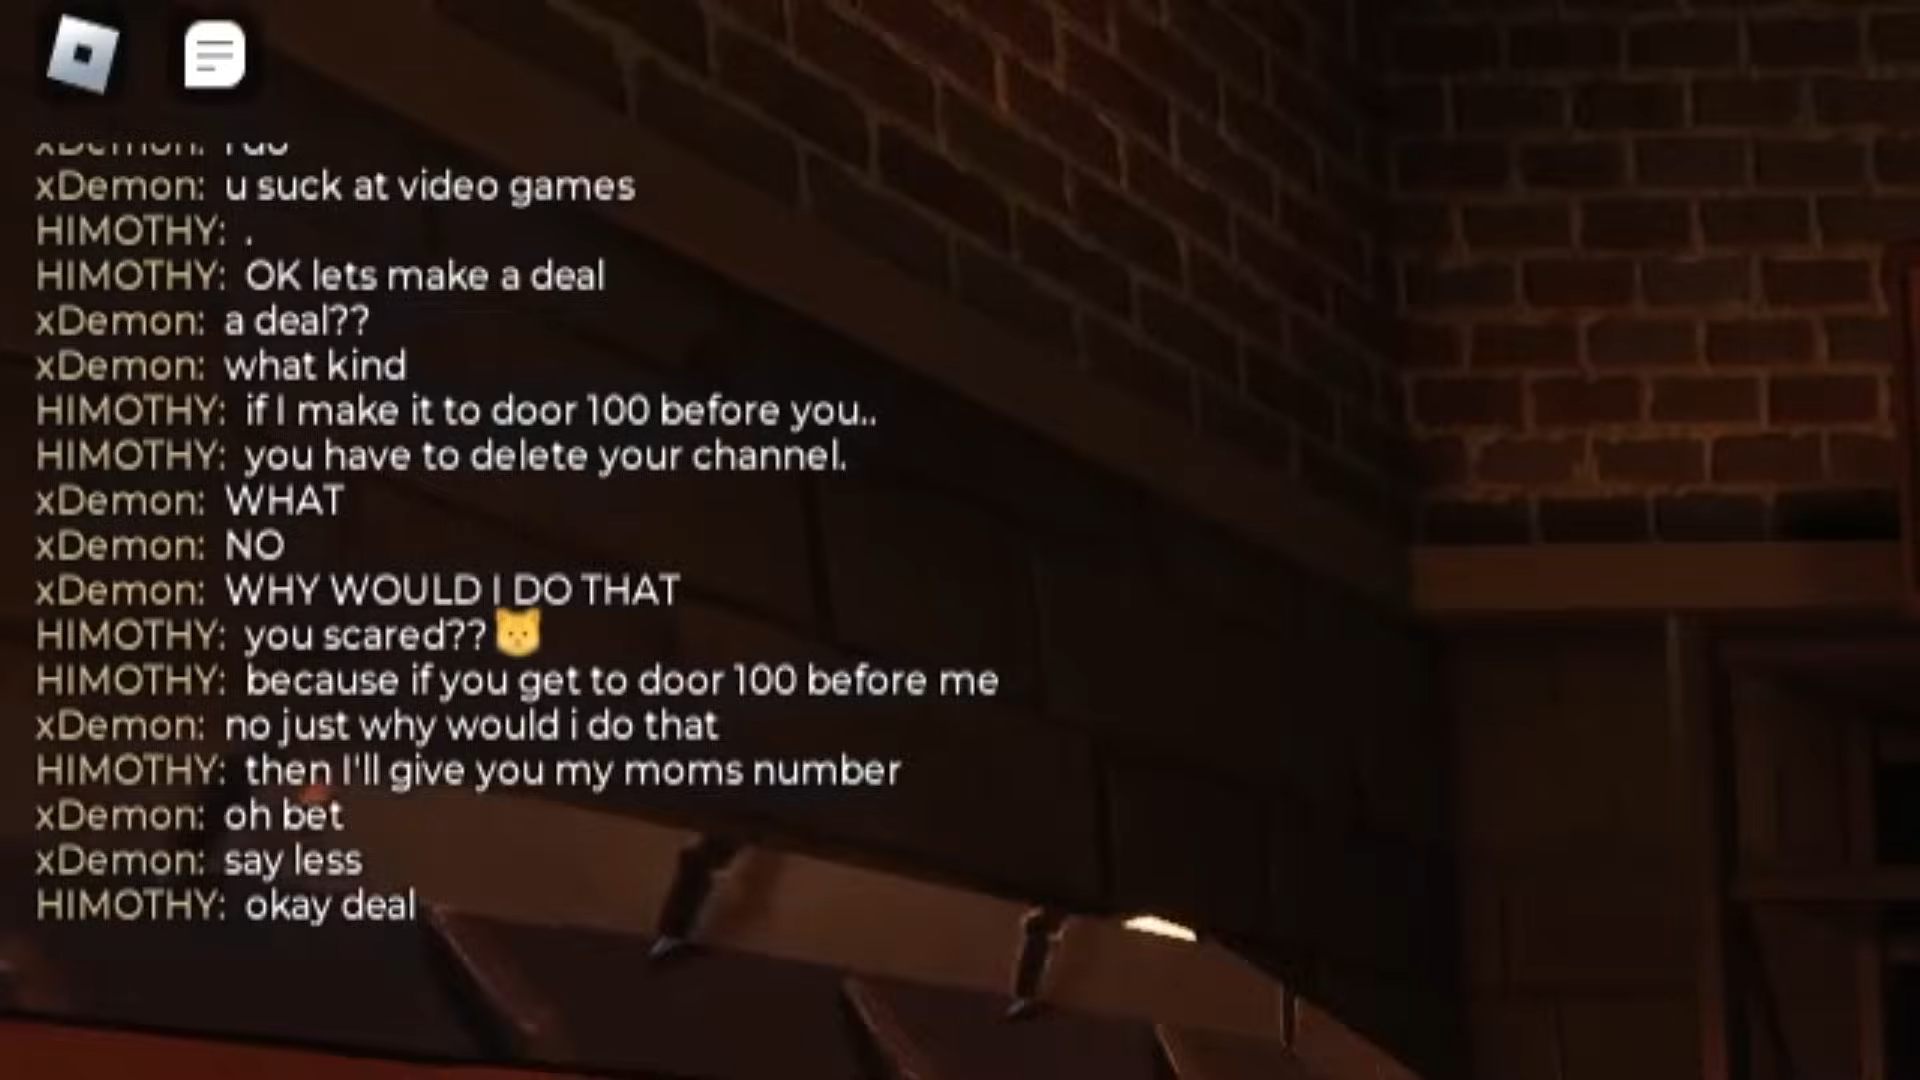 xDemon: u suck at video games
HIMOTHY: .
HIMOTHY: OK lets make a deal
xDemon: a deal??
xDemon: what kind
HIMOTHY: if I make it to door 100 before you..
HIMOTHY: you have to delete your channel.
xDemon: WHAT
xDemon: NO
xDemon: WHY WOULD I DO THAT
HIMOTHY: you scared?? 🐱
HIMOTHY: because if you get to door 100 before me
xDemon: no just why would i do that
HIMOTHY: then I'll give you my moms number
xDemon: oh bet
xDemon: say less
HIMOTHY: okay deal